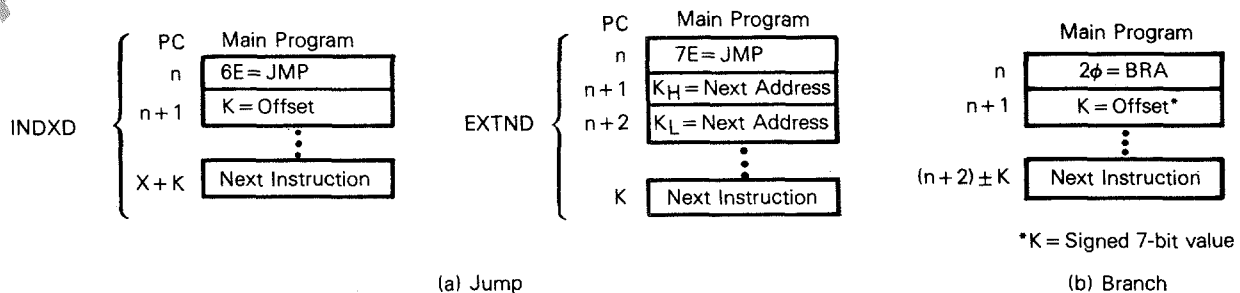 INDXD
PC Main Program
n 6E=JMP
n+1 K=Offset
X+K Next Instruction
EXTND
PC Main Program
n 7E=JMP
n+1 KH=Next Address
n+2 KL=Next Address
K Next Instruction
(a) Jump
Main Program
n 2ϕ=BRA
n+1 K=Offset*
(n+2)±K Next Instruction
*K=Signed 7-bit value
(b) Branch